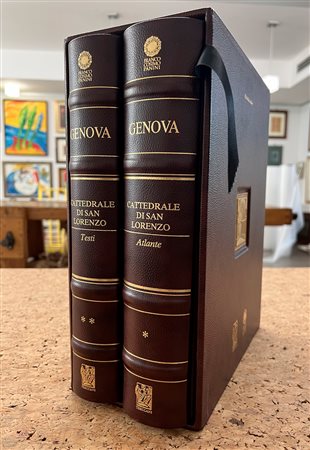 FRANCO
COSIMO
PANINI
GENOVA
CATTEDRALE
DI SAN
LORENZO
Testi
**
FRANCO
COSIMO
PANINI
GENOVA
CATTEDRALE
DI SAN
LORENZO
Atlante
*